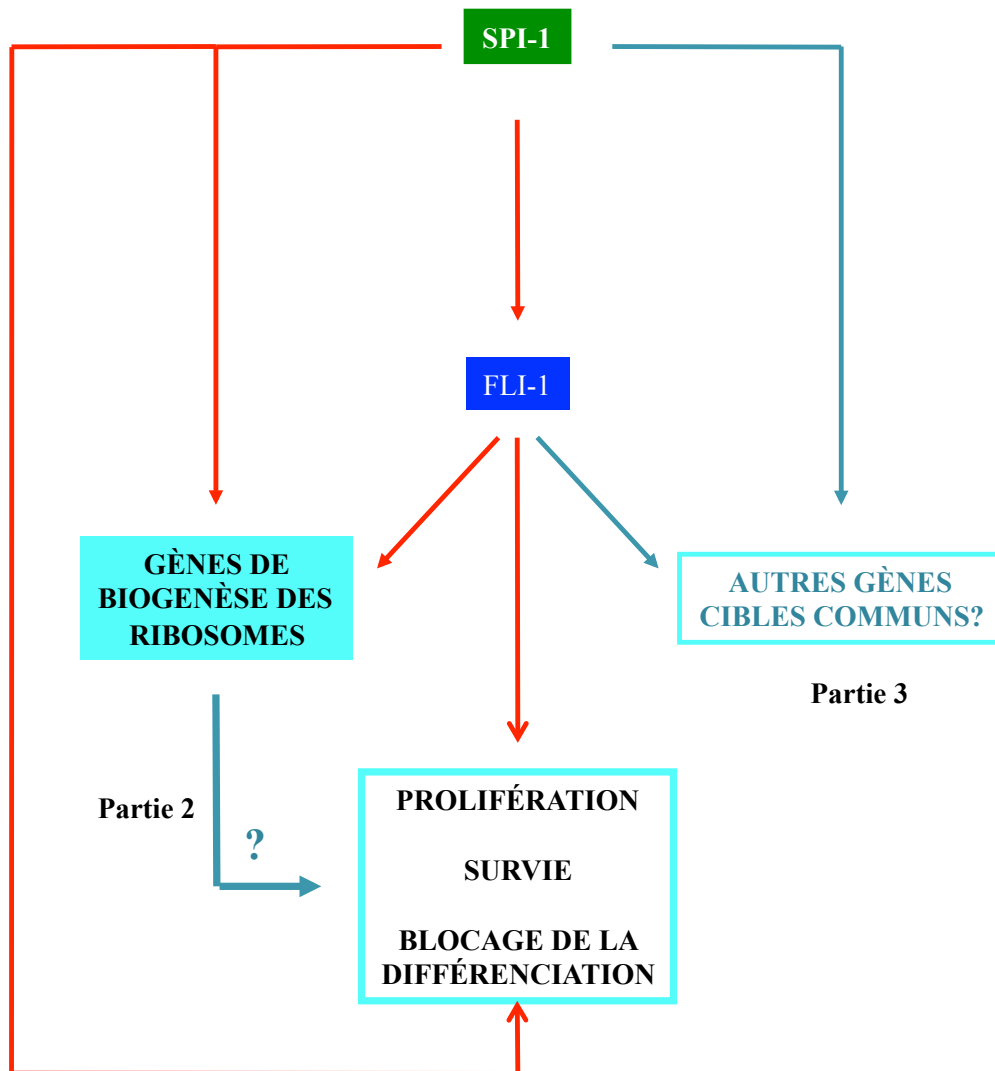 SPI-1
FLI-1
GÈNES DE
BIOGENÈSE DES
RIBOSOMES
AUTRES GÈNES
CIBLES COMMUNS?
Partie 3
Partie 2
?
PROLIFÉRATION
SURVIE
BLOCAGE DE LA
DIFFÉRENCIATION